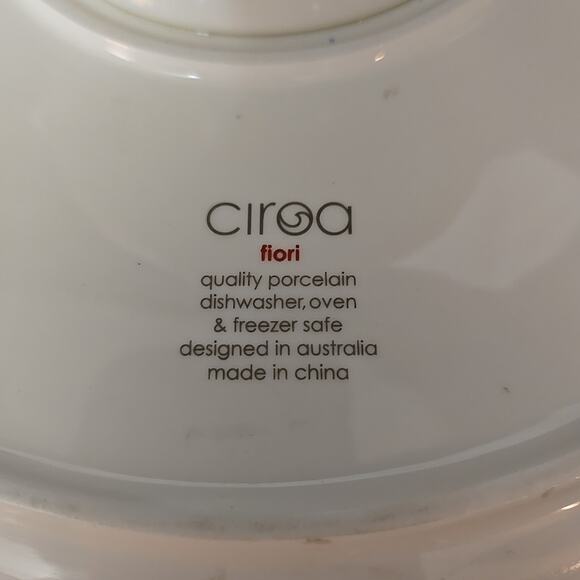 ciroa
fiori
quality porcelain
dishwasher, oven
& freezer safe
designed in australia
made in china